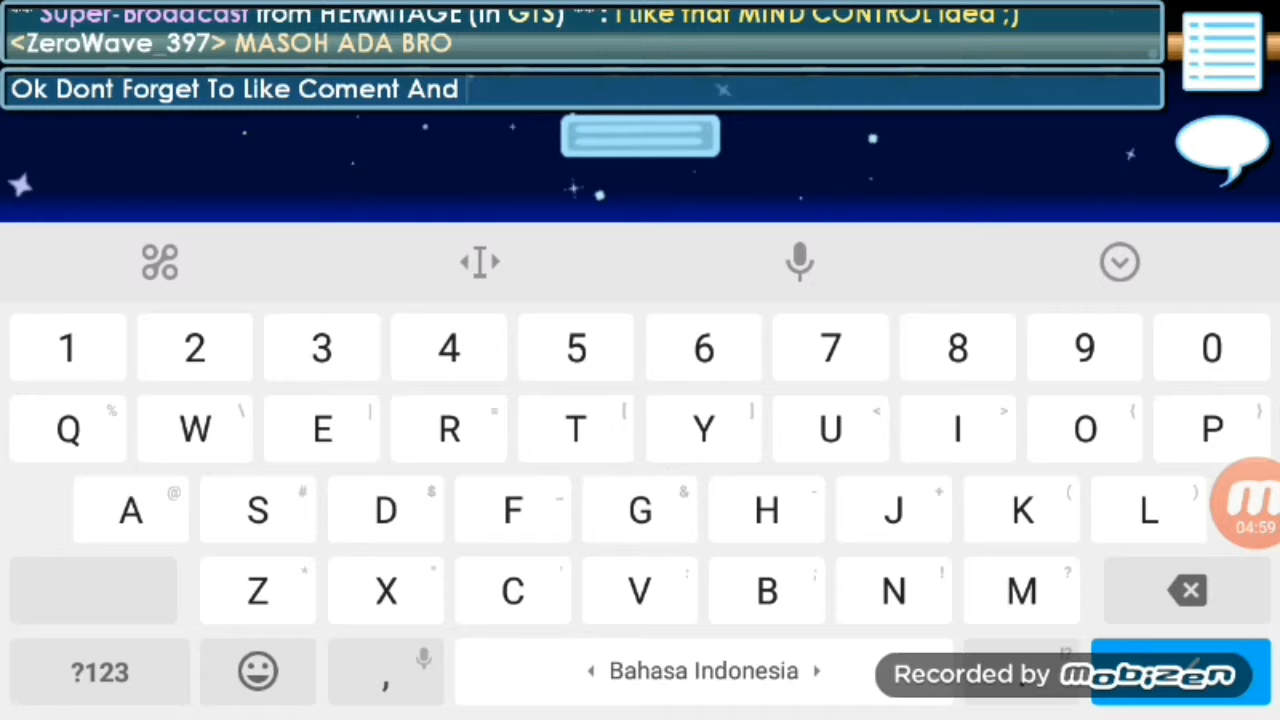 ** Super-Broadcast from HERMITAGE (in GTS) ** : I like that MIND CONTROL idea ;)
<ZeroWave_397> MASOH ADA BRO
Ok Dont Forget To Like Coment And
1 2 3 4 5 6 7 8 9 0
Q % W \ E | R = T [ Y ] U < I > O { P }
A @ S # D $ F _ G & H - J + K ( L )
M 04:59
Z * X " C ' V : B ; N ! M ?
?123 , Bahasa Indonesia
Recorded by mobizen